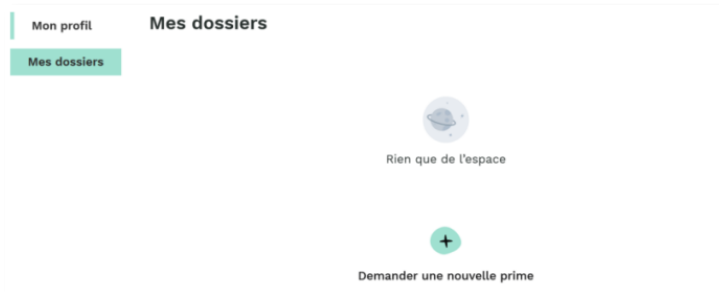 Mon profil
Mes dossiers
Mes dossiers
Rien que de l'espace
Demander une nouvelle prime